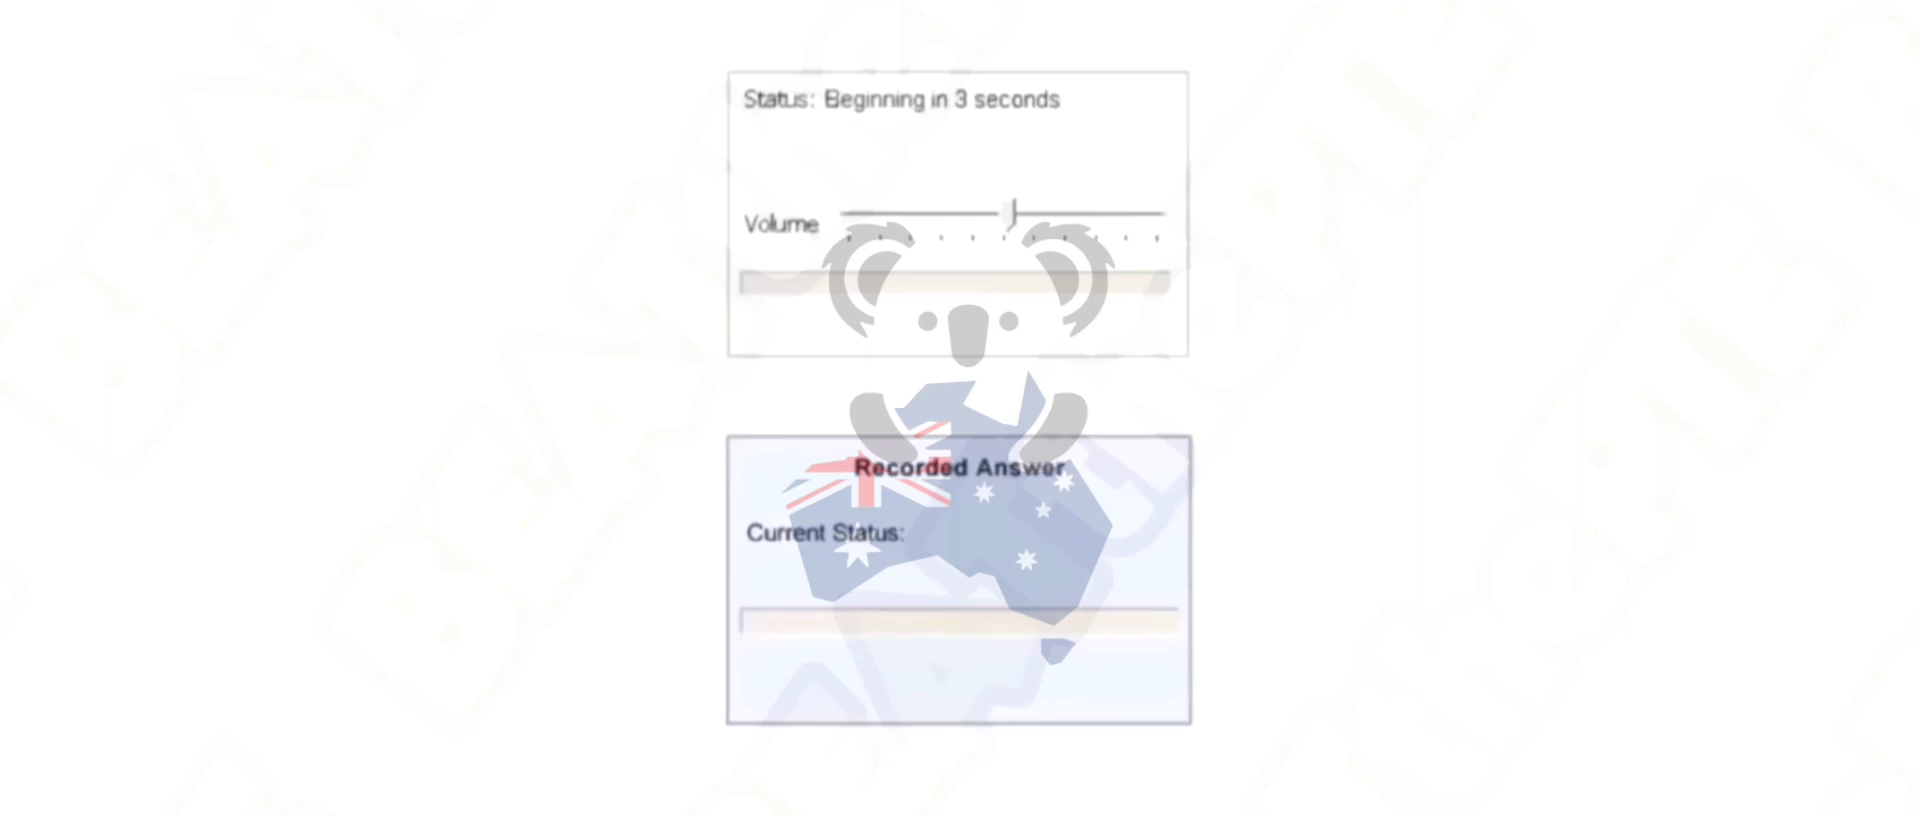 Status: Beginning in 3 seconds
Volume
Recorded Answer
Current Status: